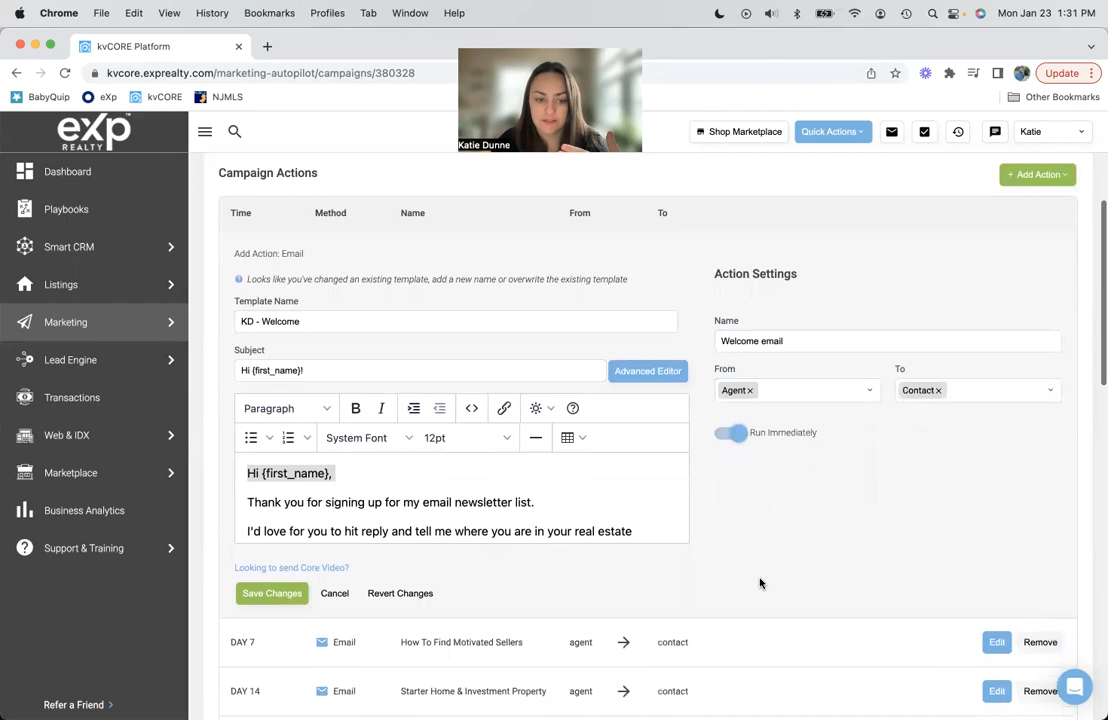 Chrome File Edit View History Bookmarks Profiles Tab Window Help Mon Jan 23 1:31 PM
kvCORE Platform
kvcore.exprealty.com/marketing-autopilot/campaigns/380328 Update
BabyQuip eXp kvCORE NJMLS Other Bookmarks
eXp REALTY
Shop Marketplace Quick Actions Katie
Katie Dunne
Dashboard
Playbooks
Smart CRM
Listings
Marketing
Lead Engine
Transactions
Web & IDX
Marketplace
Business Analytics
Support & Training
Refer a Friend
Campaign Actions + Add Action
Time Method Name From To
Add Action: Email
Looks like you've changed an existing template, add a new name or overwrite the existing template
Template Name
KD - Welcome
Subject
Hi {first_name}! Advanced Editor
Paragraph B I
System Font 12pt
Hi {first_name},
Thank you for signing up for my email newsletter list.
I'd love for you to hit reply and tell me where you are in your real estate
Looking to send Core Video?
Save Changes Cancel Revert Changes
Action Settings
Name
Welcome email
From To
Agent Contact
Run Immediately
DAY 7 Email How To Find Motivated Sellers agent contact Edit Remove
DAY 14 Email Starter Home & Investment Property agent contact Edit Remove